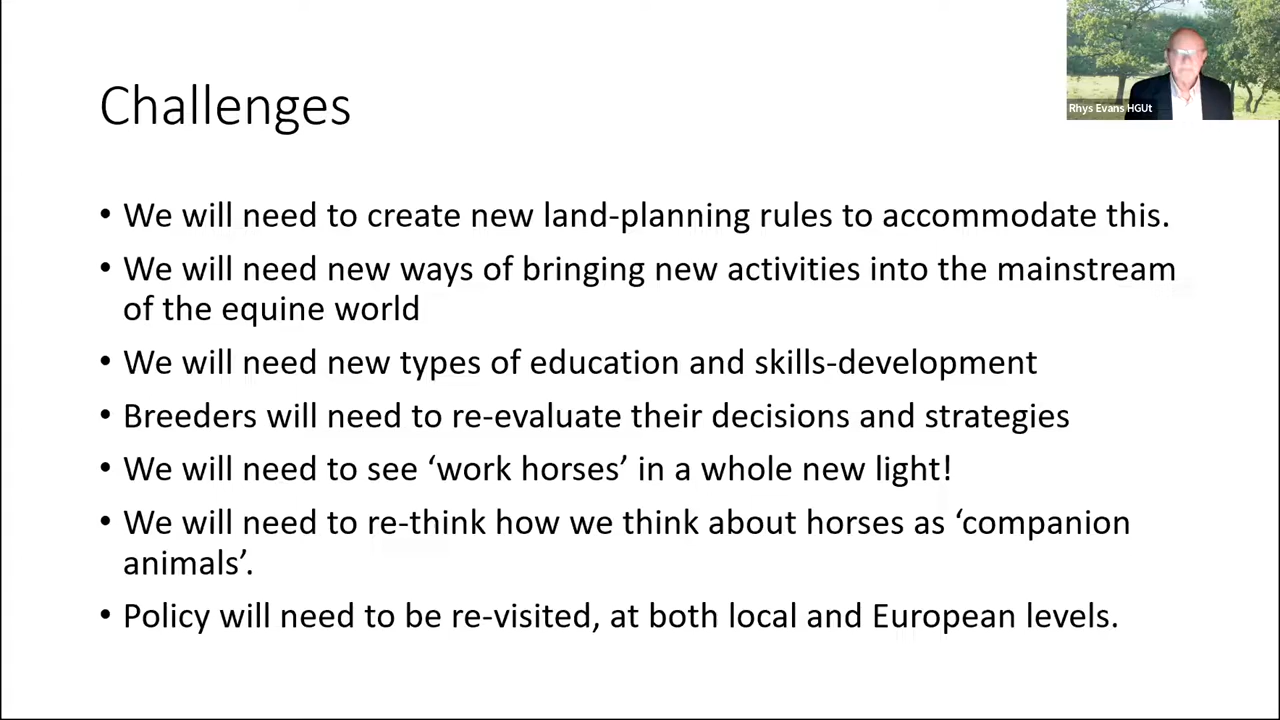 Rhys Evans HGUt
Challenges
• We will need to create new land-planning rules to accommodate this.
• We will need new ways of bringing new activities into the mainstream
of the equine world
• We will need new types of education and skills-development
• Breeders will need to re-evaluate their decisions and strategies
• We will need to see ‘work horses’ in a whole new light!
• We will need to re-think how we think about horses as ‘companion
animals’.
• Policy will need to be re-visited, at both local and European levels.